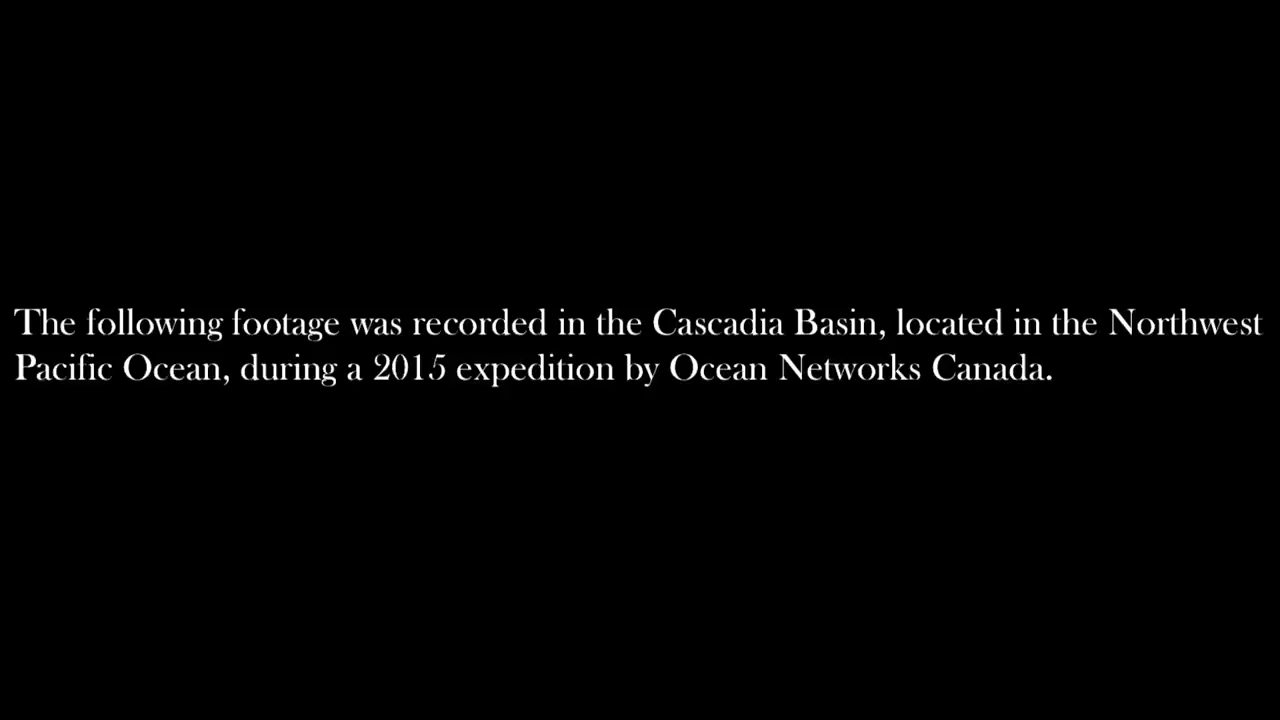 The following footage was recorded in the Cascadia Basin, located in the Northwest
Pacific Ocean, during a 2015 expedition by Ocean Networks Canada.